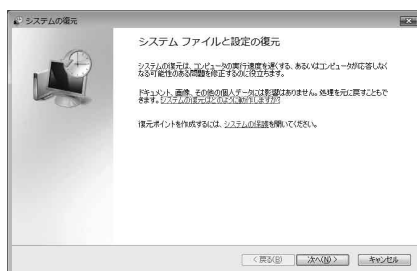 システムの復元
システム ファイルと設定の復元
システムの復元は、コンピュータの実行速度を遅くする、あるいはコンピュータが応答しなく
なる可能性のある問題を修正するのに役立ちます。
ドキュメント、画像、その他の個人データには影響はありません。処理を元に戻すこともで
きます。システムの復元はどのように動作しますか?
復元ポイントを作成するには、システムの保護を開いてください。
< 戻る(B)
次へ(N) >
キャンセル